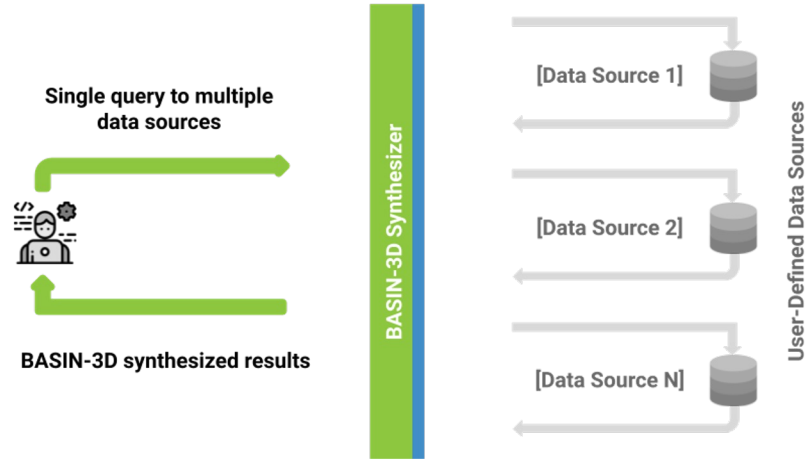 Single query to multiple
data sources
BASIN-3D synthesized results
BASIN-3D Synthesizer
[Data Source 1]
[Data Source 2]
[Data Source N]
User-Defined Data Sources